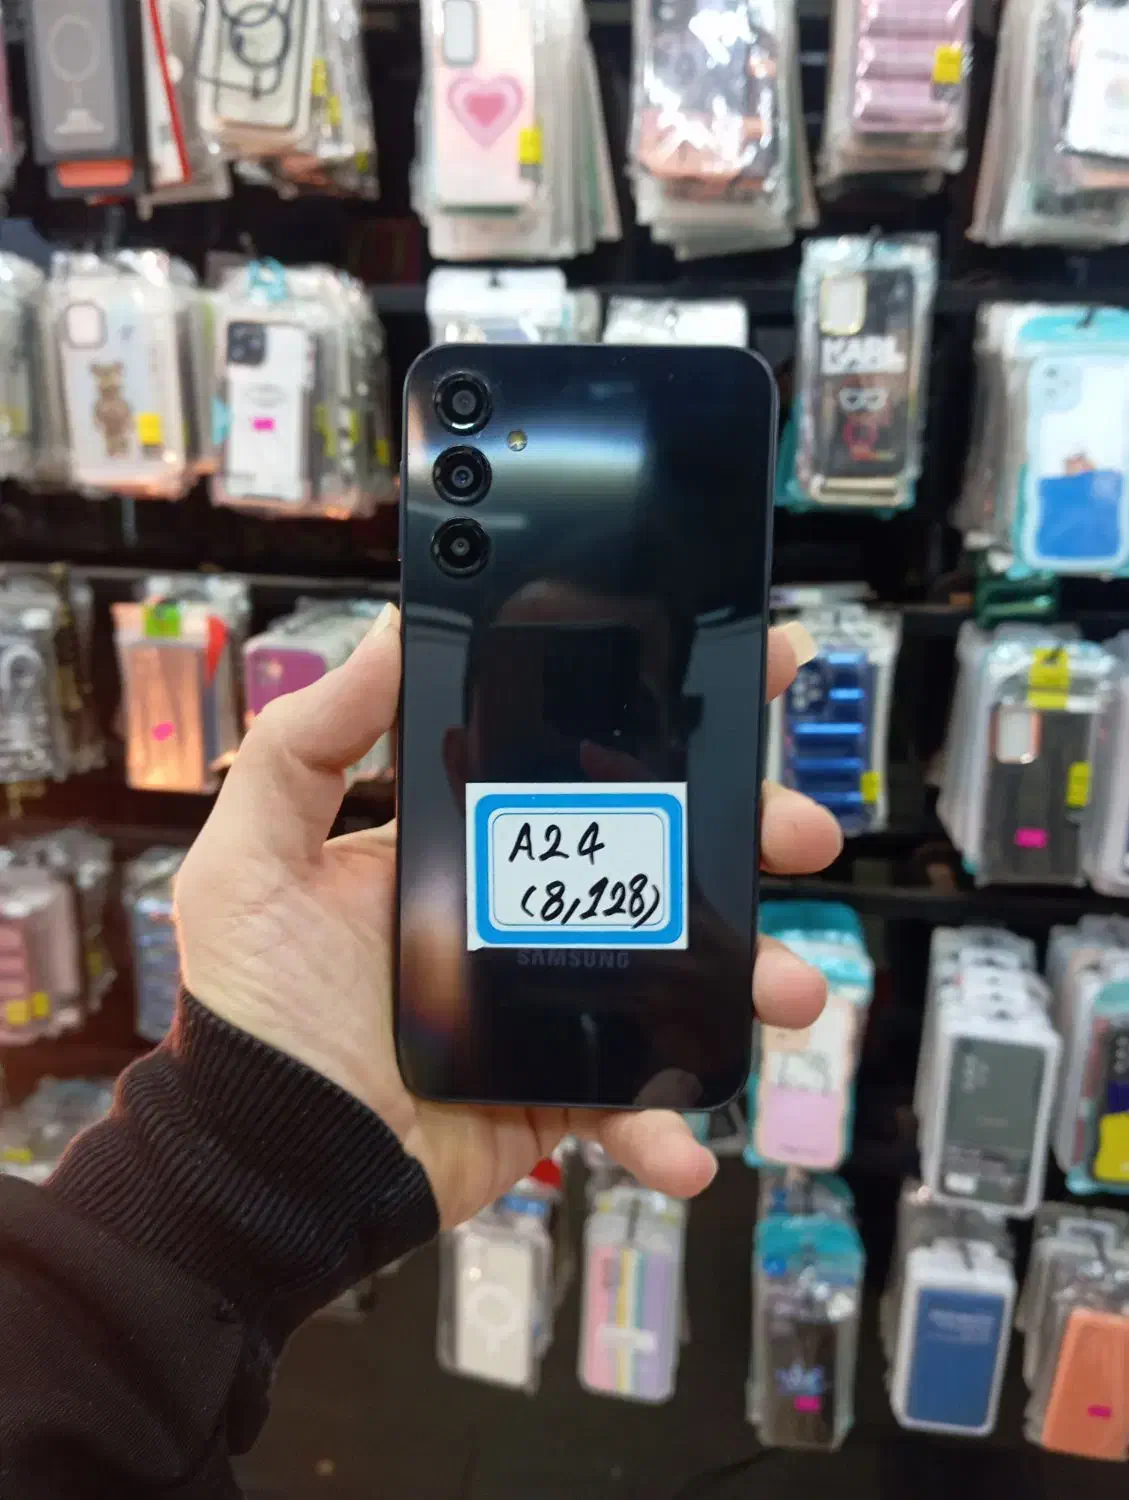 KARL
A24
(8,128)
SAMSUNG